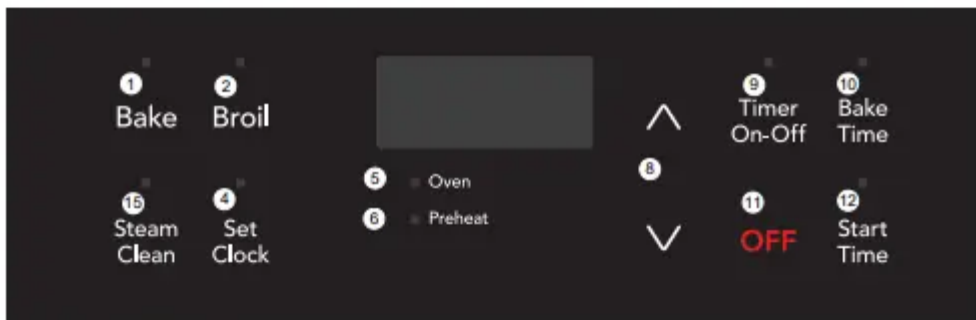 1
Bake
2
Broil
9
Timer
On-Off
10
Bake
Time
5
Oven
8
6
Preheat
15
Steam
Clean
4
Set
Clock
11
OFF
12
Start
Time